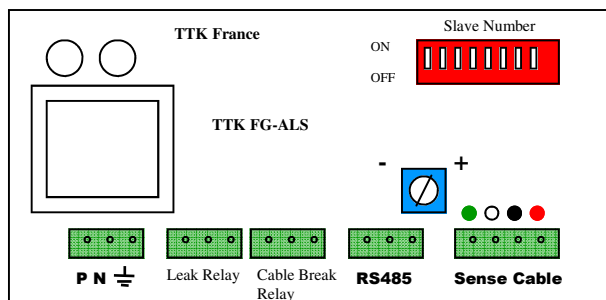 TTK France
Slave Number
ON
OFF
TTK FG-ALS
- +
P N
Leak Relay
Cable Break
Relay
RS485
Sense Cable